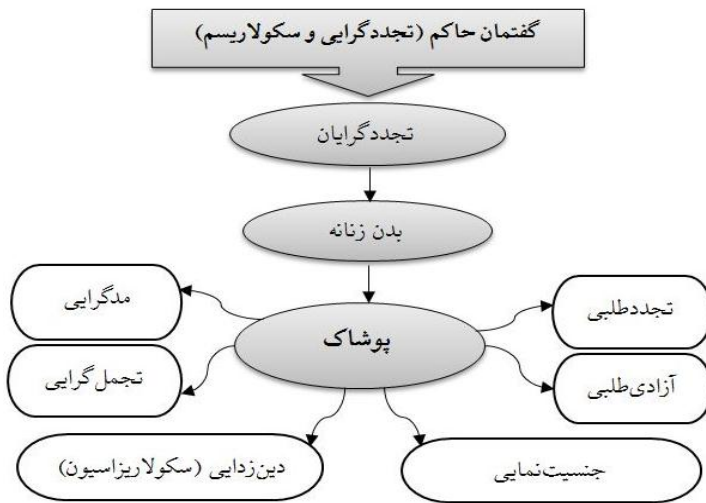 گفتمان حاکم (تجددگرایی و سکولاریسم)
تجددگرایان
بدن زنانه
پوشاک
تجددطلبی
مدگرایی
آزادی‌طلبی
تجمل‌گرایی
جنسیت‌نمایی
دین‌زدایی (سکولاریزاسیون)